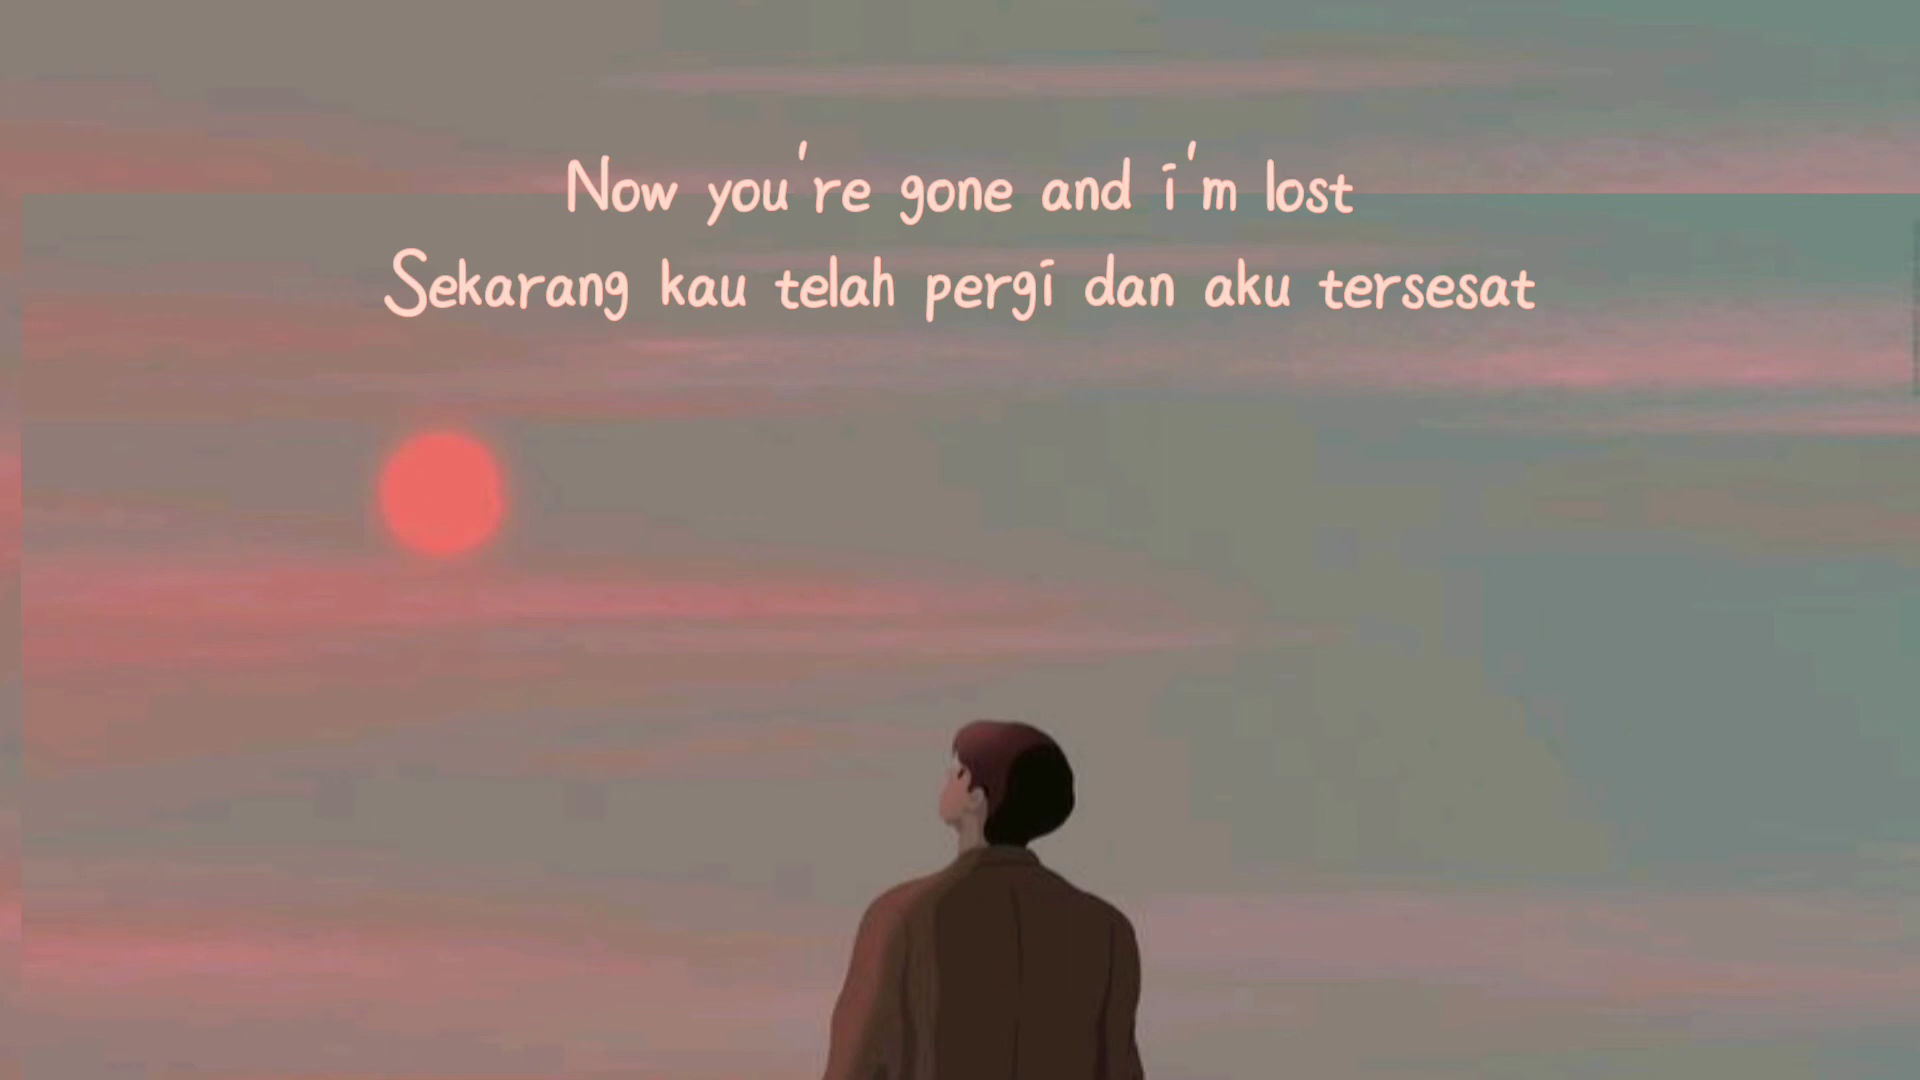 Now you're gone and i'm lost
Sekarang kau telah pergi dan aku tersesat